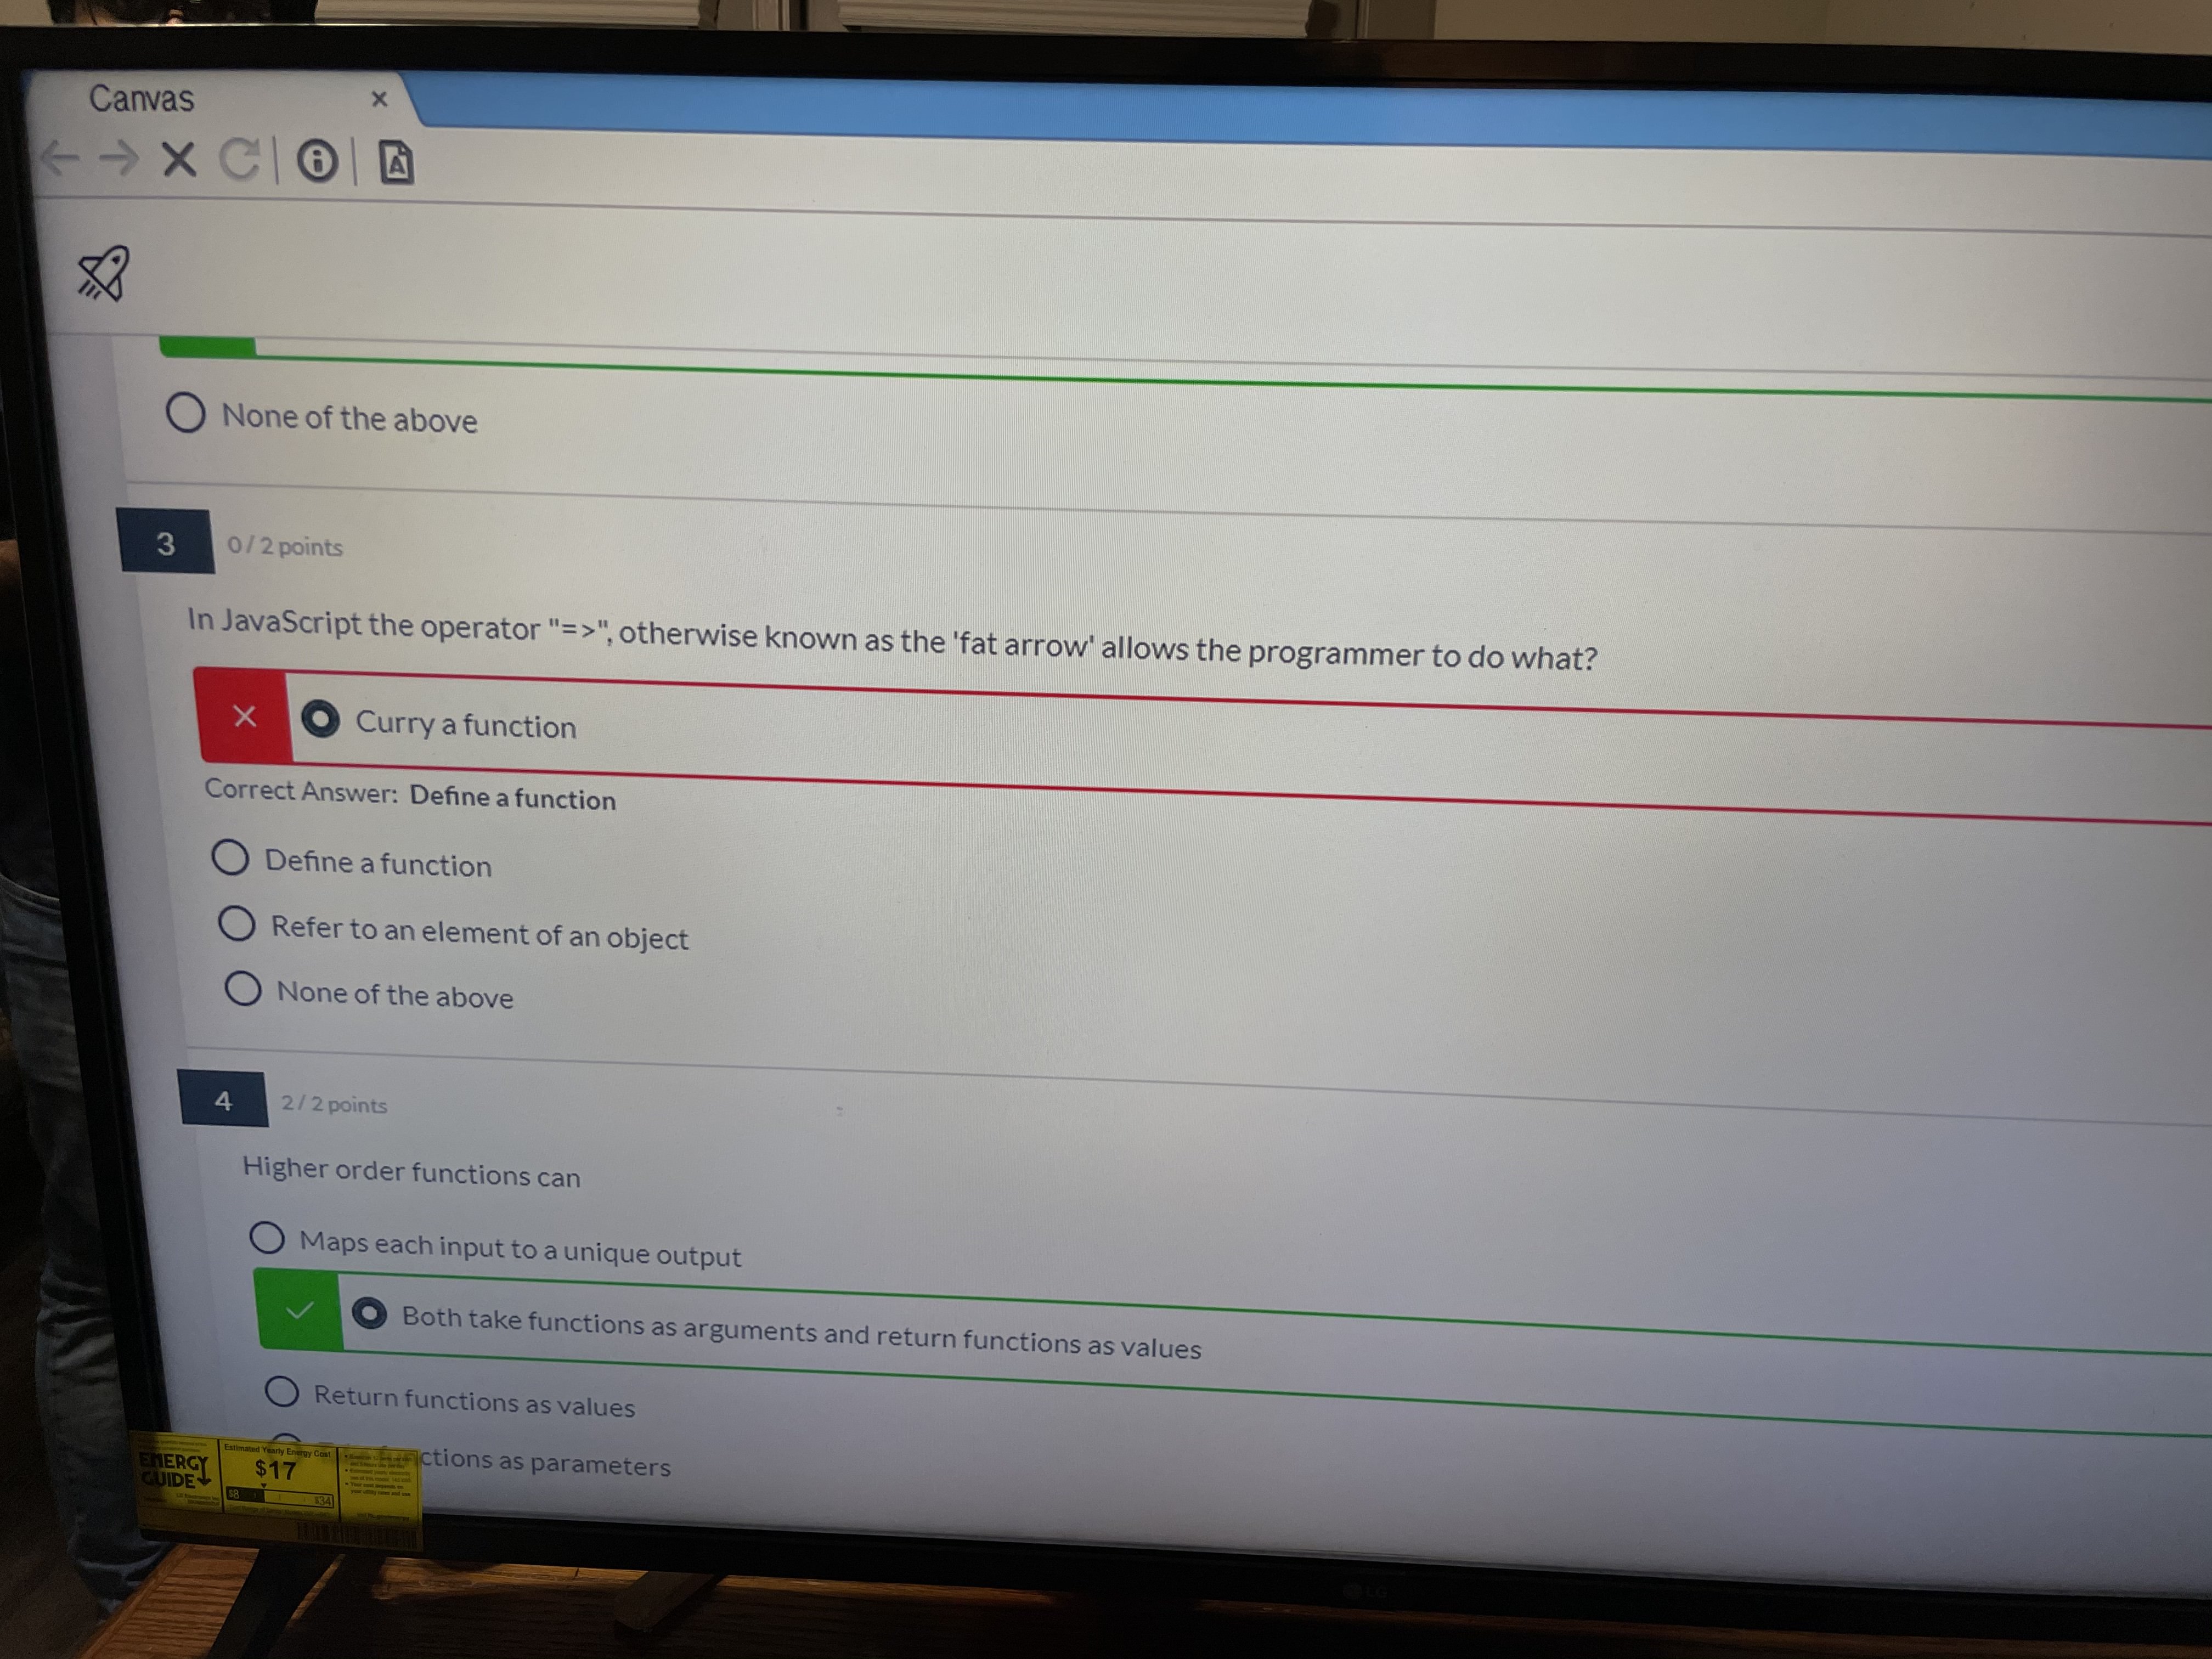 Canvas
None of the above
3 0 / 2 points
In JavaScript the operator "=>", otherwise known as the 'fat arrow' allows the programmer to do what?
Curry a function
Correct Answer: Define a function
Define a function
Refer to an element of an object
None of the above
4 2 / 2 points
Higher order functions can
Maps each input to a unique output
Both take functions as arguments and return functions as values
Return functions as values
ctions as parameters
ENERGY
GUIDE
Estimated Yearly Energy Cost
$17
$8 $34
LG